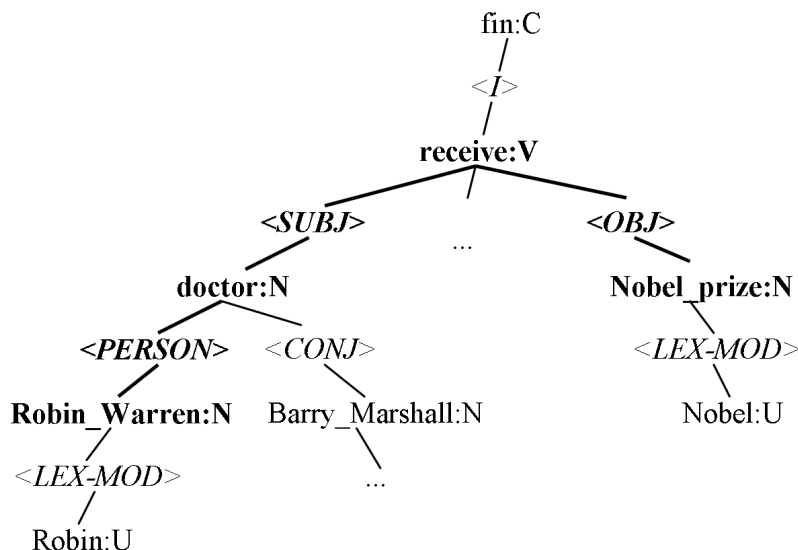 fin:C
<I>
receive:V
<SUBJ> ... <OBJ>
doctor:N Nobel_prize:N
<PERSON> <CONJ> <LEX-MOD>
Robin_Warren:N Barry_Marshall:N Nobel:U
<LEX-MOD> ...
Robin:U